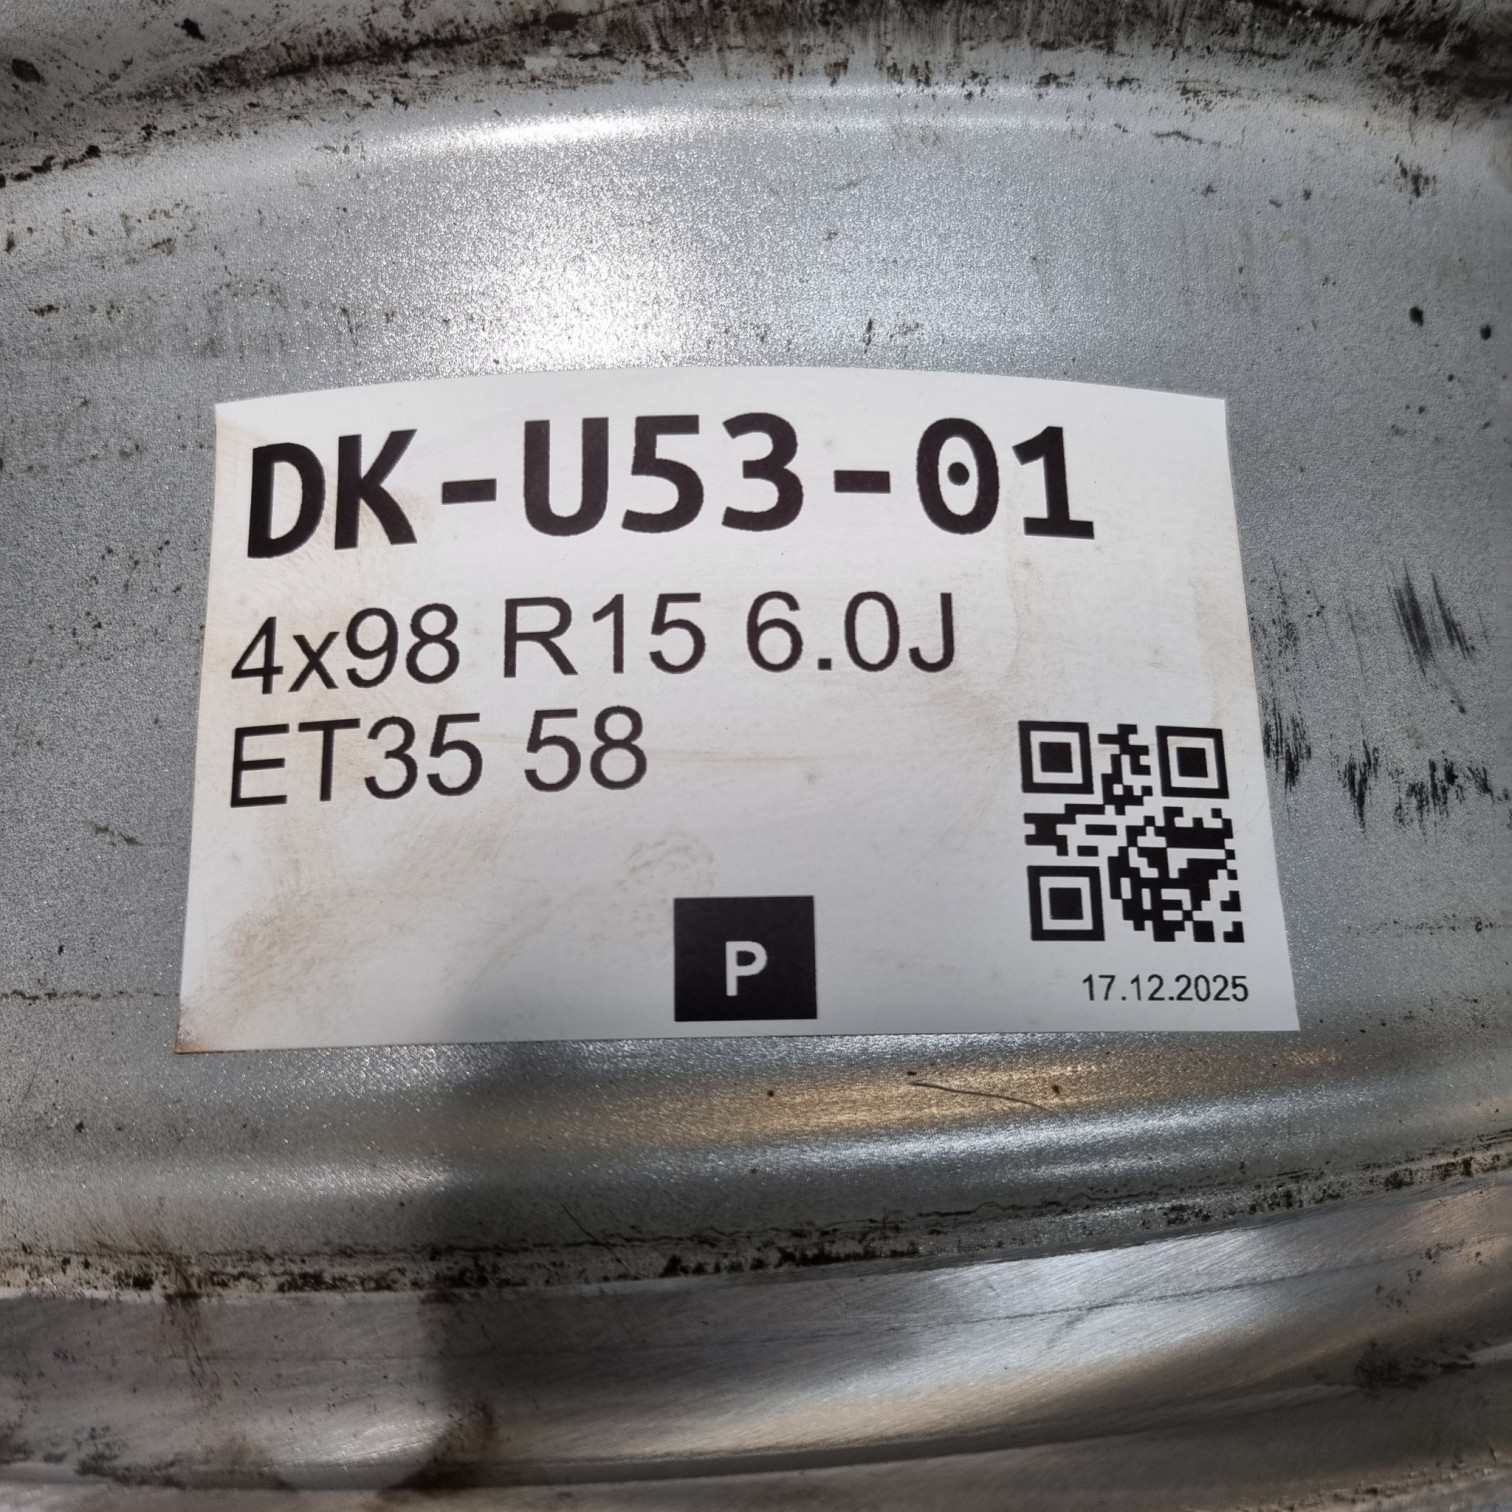 DK-U53-01
4x98 R15 6.0J
ET35 58
P
17.12.2025